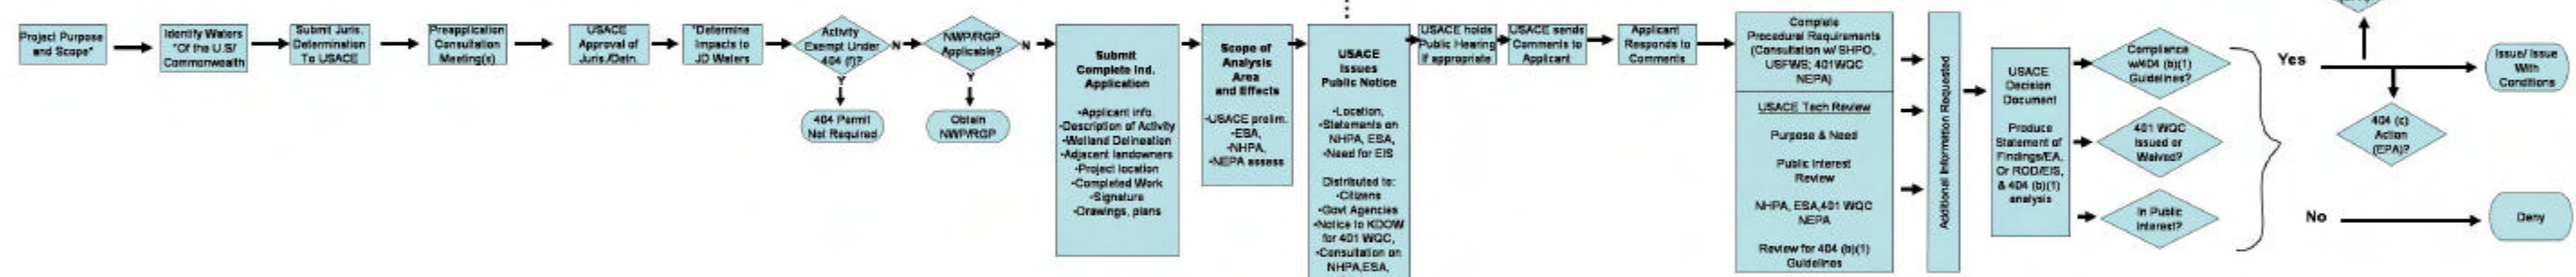 Project Purpose
and Scope"
Identify Waters
"Of the U.S/
Commonwealth
Submit Juris.
Determination
To USACE
Preapplication
Consultation
Meeting(s)
USACE
Approval of
Juris./Detn.
"Determine
Impacts to
JD Waters
Activity
Exempt Under
404 (f)?
N
Y
404 Permit
Not Required
NWP/RGP
Applicable?
N
Y
Obtain
NWP/RGP
Submit
Complete Ind.
Application
•Applicant info.
•Description of Activity
•Wetland Delineation
•Adjacent landowners
•Project location
•Completed Work
•Signature
•Drawings, plans
Scope of
Analysis
Area
and Effects
•USACE prelim.
•ESA,
•NHPA,
•NEPA assess
USACE
Issues
Public Notice
•Location,
•Statements on
NHPA, ESA,
•Need for EIS
Distributed to:
•Citizens
•Govt Agencies
•Notice to KDOW
for 401 WQC,
•Consultation on
NHPA,ESA,
USACE holds
Public Hearing
If appropriate
USACE sends
Comments to
Applicant
Applicant
Responds to
Comments
Complete
Procedural Requirements
(Consultation w/ SHPO,
USFWS; 401WQC
NEPA)
USACE Tech Review
Purpose & Need
Public Interest
Review
NHPA, ESA,401 WQC
NEPA
Review for 404 (b)(1)
Guidelines
Additional Information Requested
USACE
Decision
Document
Produce
Statement of
Findings/EA,
Or ROD/EIS,
& 404 (b)(1)
analysis
Compliance
w/404 (b)(1)
Guidelines?
401 WQC
Issued or
Waived?
In Public
Interest?
Yes
404 (c)
Action
(EPA)?
Issue/ Issue
With
Conditions
No
Deny